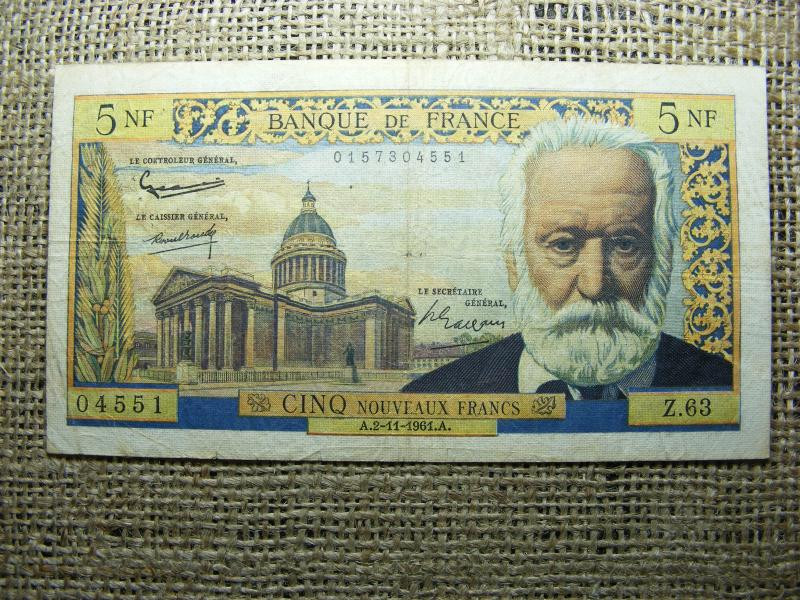 5 NF
BANQUE DE FRANCE
5 NF
0157304551
LE CONTROLEUR GÉNÉRAL,
LE CAISSIER GÉNÉRAL,
LE SECRÉTAIRE
GÉNÉRAL,
04551
CINQ NOUVEAUX FRANCS
Z.63
A.2-11-1961.A.